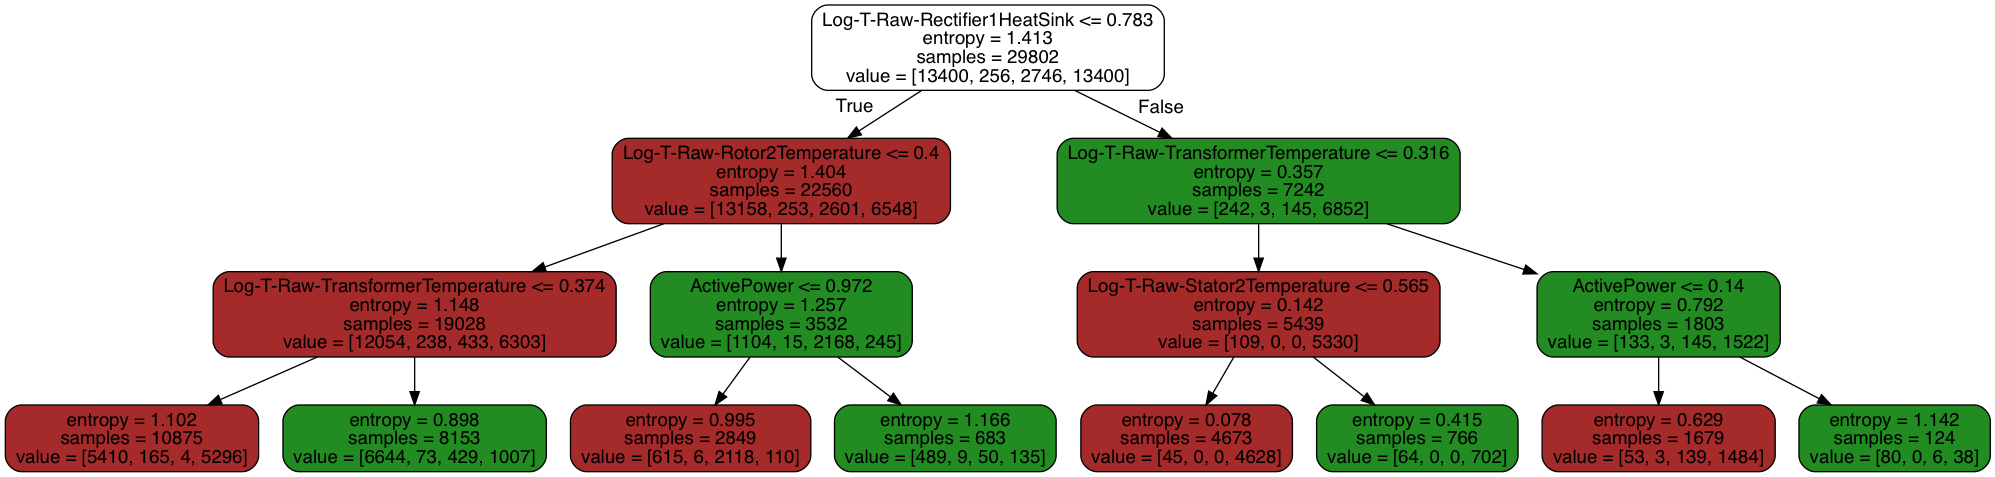 Log-T-Raw-Rectifier1HeatSink <= 0.783
entropy = 1.413
samples = 29802
value = [13400, 256, 2746, 13400]
True
False
Log-T-Raw-Rotor2Temperature <= 0.4
entropy = 1.404
samples = 22560
value = [13158, 253, 2601, 6548]
Log-T-Raw-TransformerTemperature <= 0.316
entropy = 0.357
samples = 7242
value = [242, 3, 145, 6852]
Log-T-Raw-TransformerTemperature <= 0.374
entropy = 1.148
samples = 19028
value = [12054, 238, 433, 6303]
ActivePower <= 0.972
entropy = 1.257
samples = 3532
value = [1104, 15, 2168, 245]
Log-T-Raw-Stator2Temperature <= 0.565
entropy = 0.142
samples = 5439
value = [109, 0, 0, 5330]
ActivePower <= 0.14
entropy = 0.792
samples = 1803
value = [133, 3, 145, 1522]
entropy = 1.102
samples = 10875
value = [5410, 165, 4, 5296]
entropy = 0.898
samples = 8153
value = [6644, 73, 429, 1007]
entropy = 0.995
samples = 2849
value = [615, 6, 2118, 110]
entropy = 1.166
samples = 683
value = [489, 9, 50, 135]
entropy = 0.078
samples = 4673
value = [45, 0, 0, 4628]
entropy = 0.415
samples = 766
value = [64, 0, 0, 702]
entropy = 0.629
samples = 1679
value = [53, 3, 139, 1484]
entropy = 1.142
samples = 124
value = [80, 0, 6, 38]